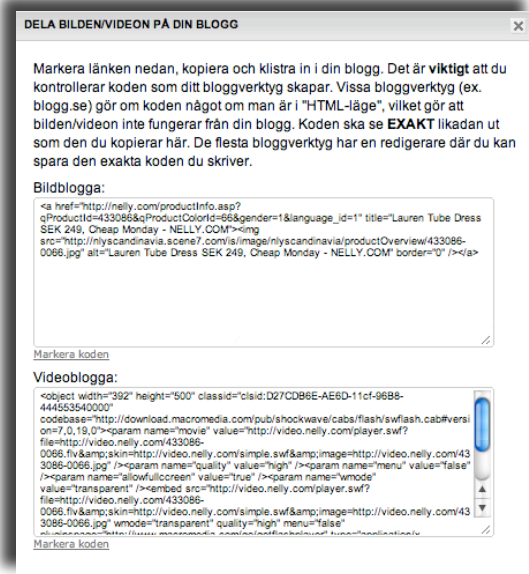 DELA BILDEN/VIDEON PÅ DIN BLOGG
Markera länken nedan, kopiera och klistra in i din blogg. Det är viktigt att du
kontrollerar koden som ditt bloggverktyg skapar. Vissa bloggverktyg (ex.
blogg.se) gör om koden något om man är i "HTML-läge", vilket gör att
bilden/videon inte fungerar från din blogg. Koden ska se EXAKT likadan ut
som den du kopierar här. De flesta bloggverktyg har en redigerare där du kan
spara den exakta koden du skriver.
Bildblogga:
<a href="http://nelly.com/productInfo.asp?
qProductId=433086&qProductColorId=66&gender=1&language_id=1" title="Lauren Tube Dress
SEK 249, Cheap Monday - NELLY.COM"><img
src="http://nlyscandinavia.scene7.com/is/image/nlyscandinavia/productOverview/433086-
0066.jpg" alt="Lauren Tube Dress SEK 249, Cheap Monday - NELLY.COM" border="0" /></a>
Markera koden
Videoblogga:
<object width="392" height="500" classid="clsid:D27CDB6E-AE6D-11cf-96B8-
444553540000"
codebase="http://download.macromedia.com/pub/shockwave/cabs/flash/swflash.cab#versi
on=7,0,19,0"><param name="movie" value="http://video.nelly.com/player.swf?
file=http://video.nelly.com/433086-
0066.flv&amp;skin=http://video.nelly.com/simple.swf&amp;image=http://video.nelly.com/43
3086-0066.jpg" /><param name="quality" value="high" /><param name="menu" value="false"
/><param name="allowfullccreen" value="true" /><param name="wmode"
value="transparent" /><embed src="http://video.nelly.com/player.swf?
file=http://video.nelly.com/433086-
0066.flv&amp;skin=http://video.nelly.com/simple.swf&amp;image=http://video.nelly.com/43
3086-0066.jpg" wmode="transparent" quality="high" menu="false"
pluginspage="http://www.macromedia.com/go/getflashplayer" type="application/x
Markera koden